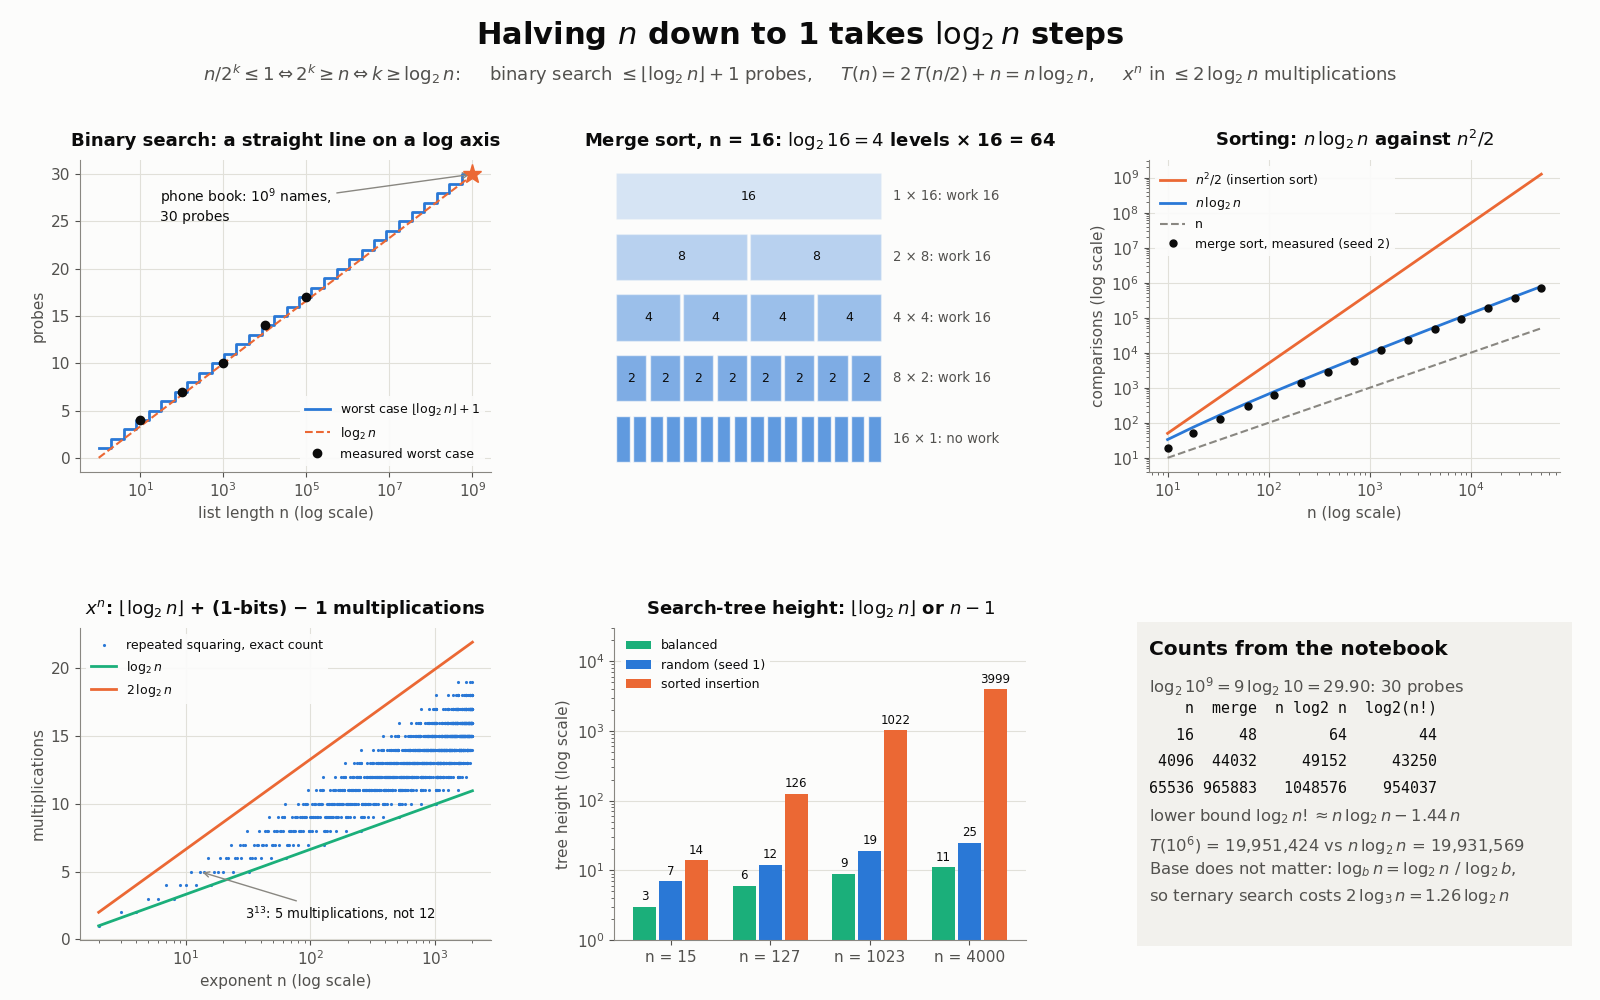 Halving n down to 1 takes log₂ n steps
n/2ᵏ ≤ 1 ⇔ 2ᵏ ≥ n ⇔ k ≥ log₂ n: binary search ≤ ⌊log₂ n⌋ + 1 probes, T(n) = 2 T(n/2) + n = n log₂ n, xⁿ in ≤ 2 log₂ n multiplications
Binary search: a straight line on a log axis
30
25
20
15
10
5
0
probes
phone book: 10⁹ names,
30 probes
worst case ⌊log₂ n⌋ + 1
log₂ n
measured worst case
10¹ 10³ 10⁵ 10⁷ 10⁹
list length n (log scale)
Merge sort, n = 16: log₂ 16 = 4 levels × 16 = 64
16 1 × 16: work 16
8 8 2 × 8: work 16
4 4 4 4 4 × 4: work 16
2 2 2 2 2 2 2 2 8 × 2: work 16
16 × 1: no work
Sorting: n log₂ n against n²/2
10⁹
10⁸
10⁷
10⁶
10⁵
10⁴
10³
10²
10¹
comparisons (log scale)
n²/2 (insertion sort)
n log₂ n
n
merge sort, measured (seed 2)
10¹ 10² 10³ 10⁴
n (log scale)
xⁿ: ⌊log₂ n⌋ + (1-bits) − 1 multiplications
20
15
10
5
0
multiplications
repeated squaring, exact count
log₂ n
2 log₂ n
3¹³: 5 multiplications, not 12
10¹ 10² 10³
exponent n (log scale)
Search-tree height: ⌊log₂ n⌋ or n − 1
10⁴
10³
10²
10¹
10⁰
tree height (log scale)
balanced
random (seed 1)
sorted insertion
3 7 14
6 12 126
9 19 1022
11 25 3999
n = 15 n = 127 n = 1023 n = 4000
Counts from the notebook
log₂ 10⁹ = 9 log₂ 10 = 29.90: 30 probes
n merge n log2 n log2(n!)
16 48 64 44
4096 44032 49152 43250
65536 965883 1048576 954037
lower bound log₂ n! ≈ n log₂ n − 1.44 n
T(10⁶) = 19,951,424 vs n log₂ n = 19,931,569
Base does not matter: log_b n = log₂ n / log₂ b,
so ternary search costs 2 log₃ n = 1.26 log₂ n